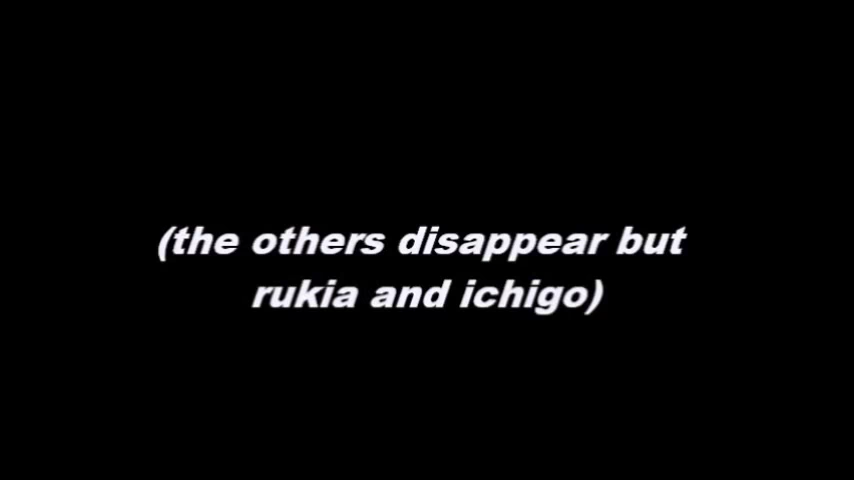 (the others disappear but
rukia and ichigo)